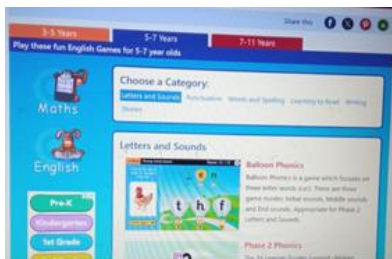 Share this
3-5 Years
5-7 Years
7-11 Years
Play these fun English Games for 5-7 year olds
Choose a Category:
Letters and Sounds Punctuation Words and Spelling Learning to Read Writing
Stories
Maths
English
Letters and Sounds
Balloon Phonics
Balloon Phonics is a game which focuses on
three letter words (cvc). There are three
game modes: Initial sounds, Middle sounds
and End sounds. Appropriate for Phase 2
Letters and Sounds.
t h f
Pre-K
Kindergarten
1st Grade
Phase 2 Phonics